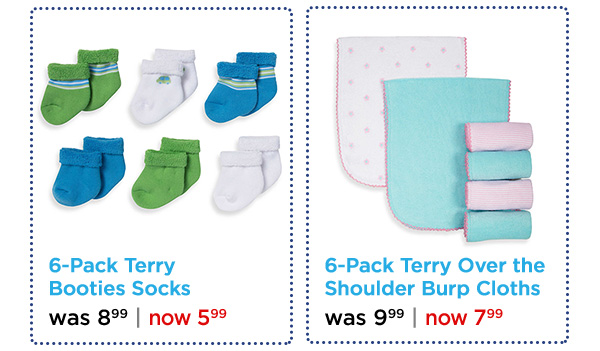 6-Pack Terry
Booties Socks
was 8⁹⁹ | now 5⁹⁹
6-Pack Terry Over the
Shoulder Burp Cloths
was 9⁹⁹ | now 7⁹⁹